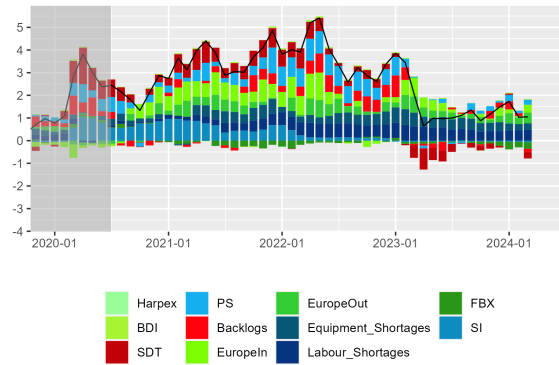 5
4
3
2
1
0
-1
-2
-3
-4
2020-01 2021-01 2022-01 2023-01 2024-01
Harpex PS EuropeOut FBX
BDI Backlogs Equipment_Shortages SI
SDT EuropeIn Labour_Shortages